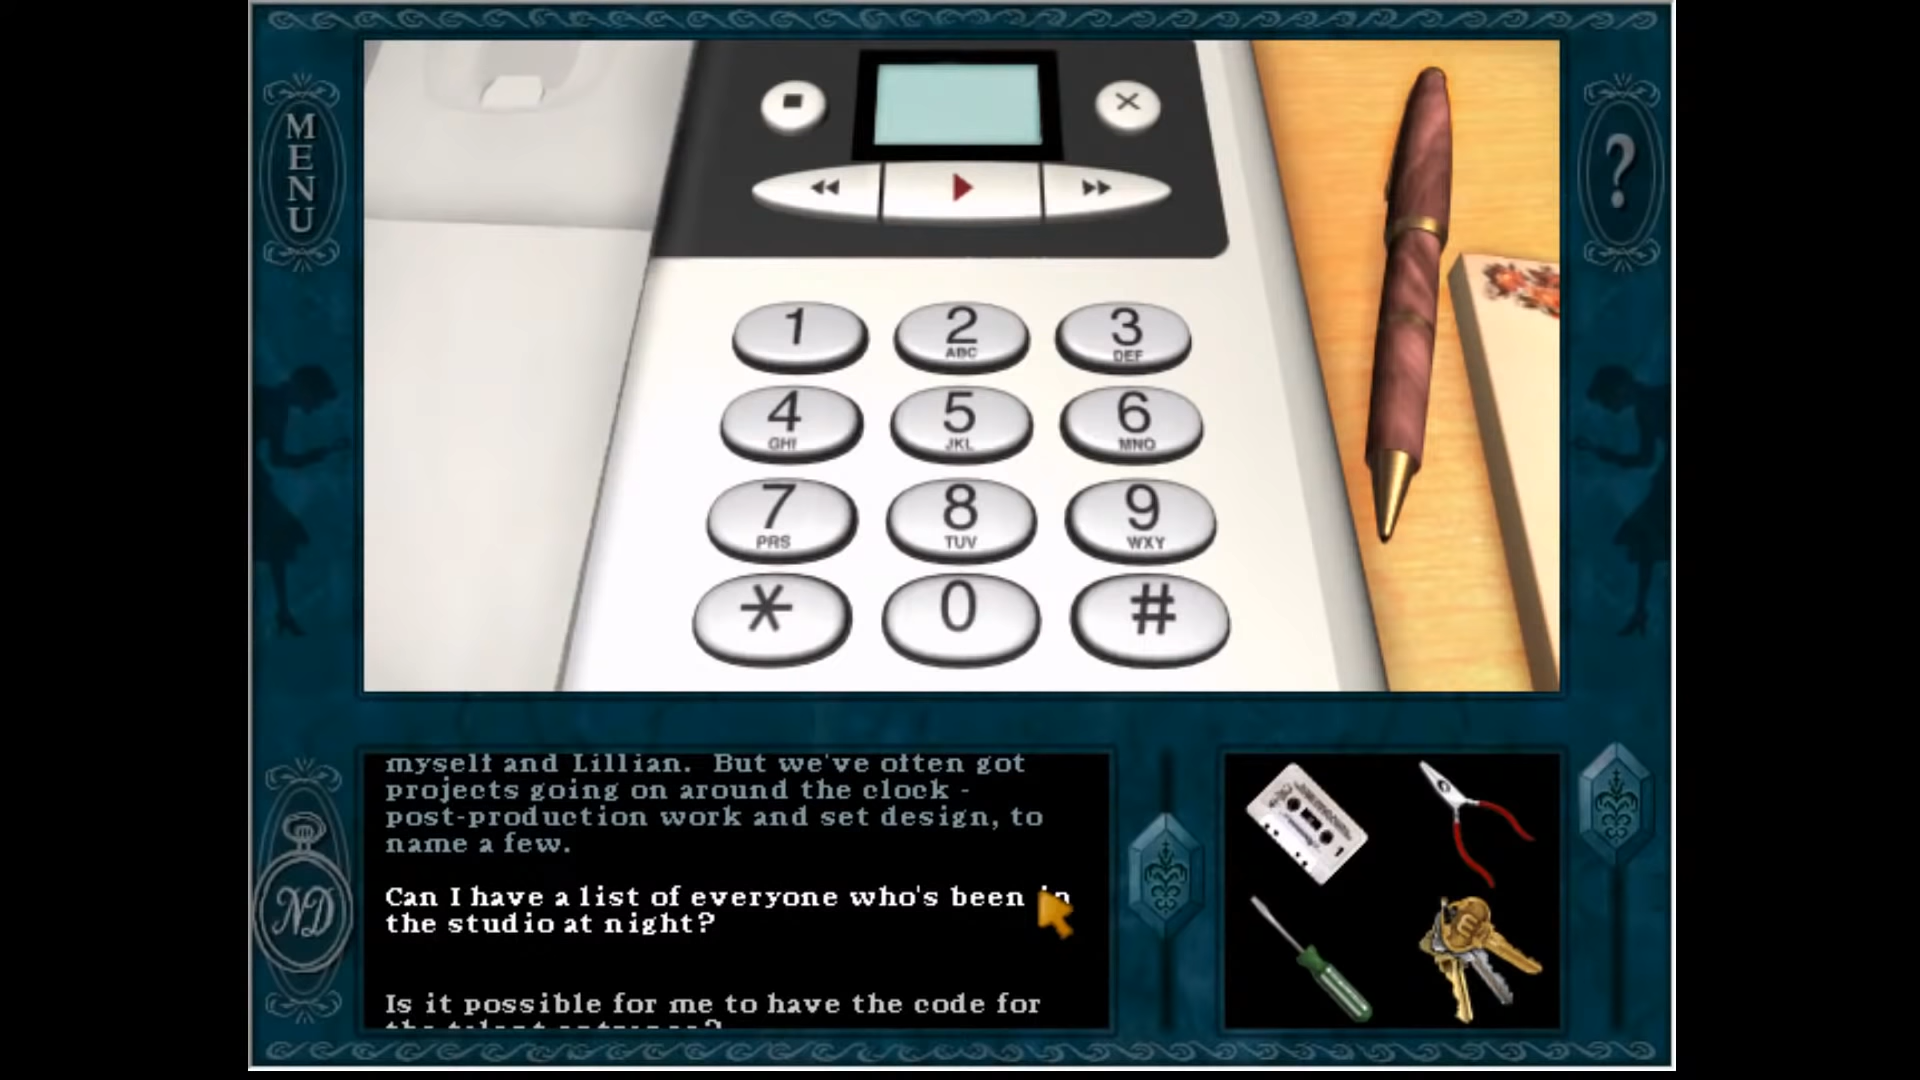 MENU
?
1
2
ABC
3
DEF
4
GHI
5
JKL
6
MNO
7
PRS
8
TUV
9
WXY
*
0
#
myself and Lillian. But we've often got
projects going on around the clock -
post-production work and set design, to
name a few.
Can I have a list of everyone who's been in
the studio at night?
Is it possible for me to have the code for
the talent entrance?
ND
E